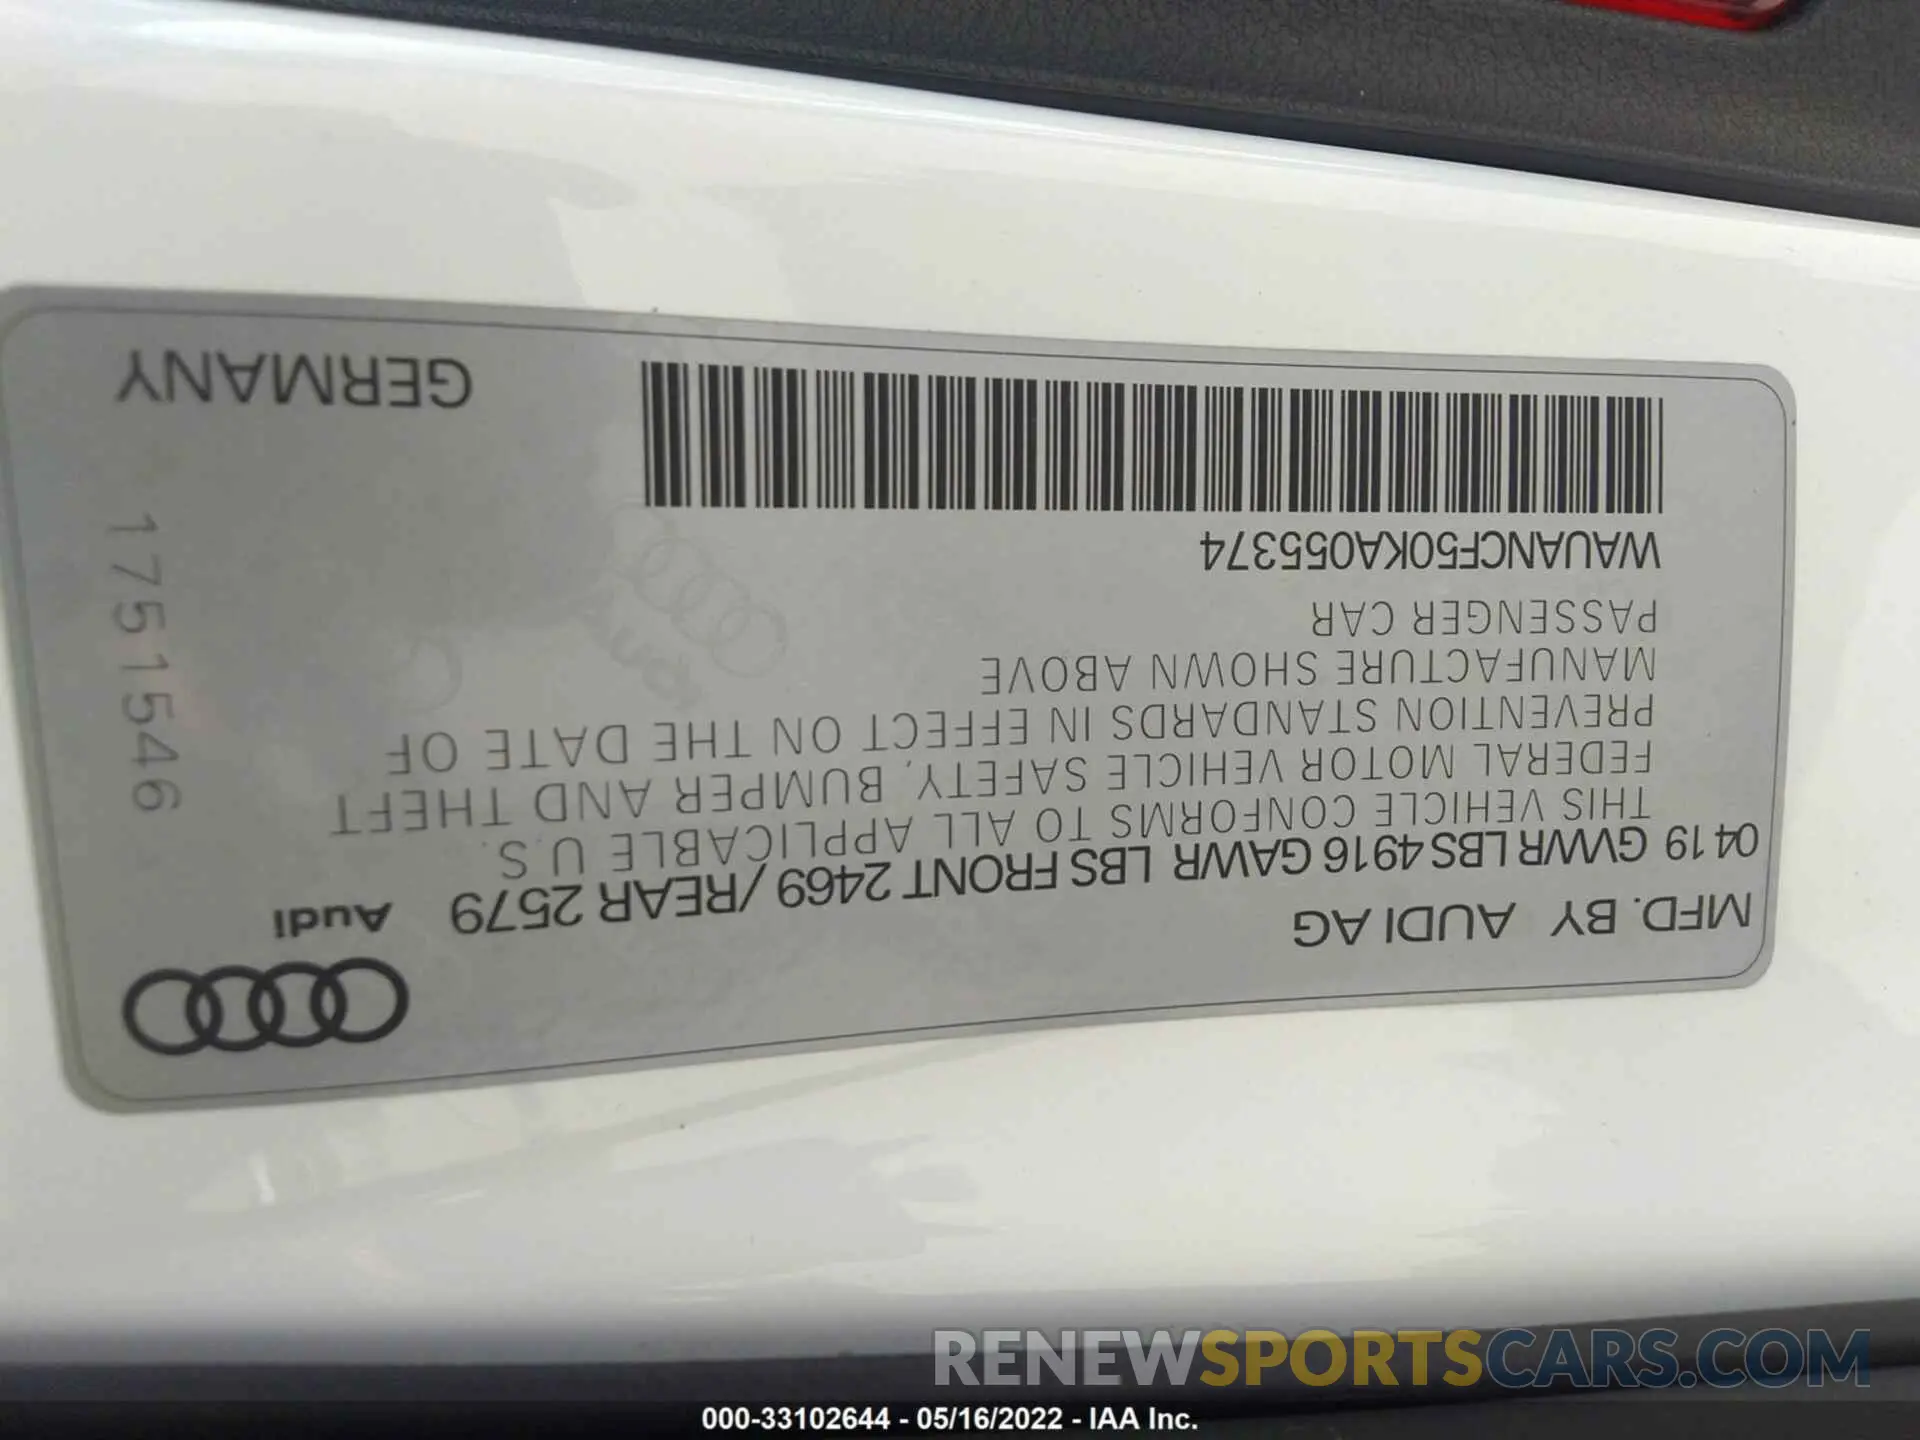 Audi
MFD. BY AUDI AG
04 19 GVWR LBS 4916 GAWR LBS FRONT 2469 / REAR 2579
THIS VEHICLE CONFORMS TO ALL APPLICABLE U.S.
FEDERAL MOTOR VEHICLE SAFETY, BUMPER AND THEFT
PREVENTION STANDARDS IN EFFECT ON THE DATE OF
MANUFACTURE SHOWN ABOVE
PASSENGER CAR
WAUANCF50KA055374
GERMANY
1751546
RENEWSPORTSCARS.COM
000-33102644 - 05/16/2022 - IAA Inc.